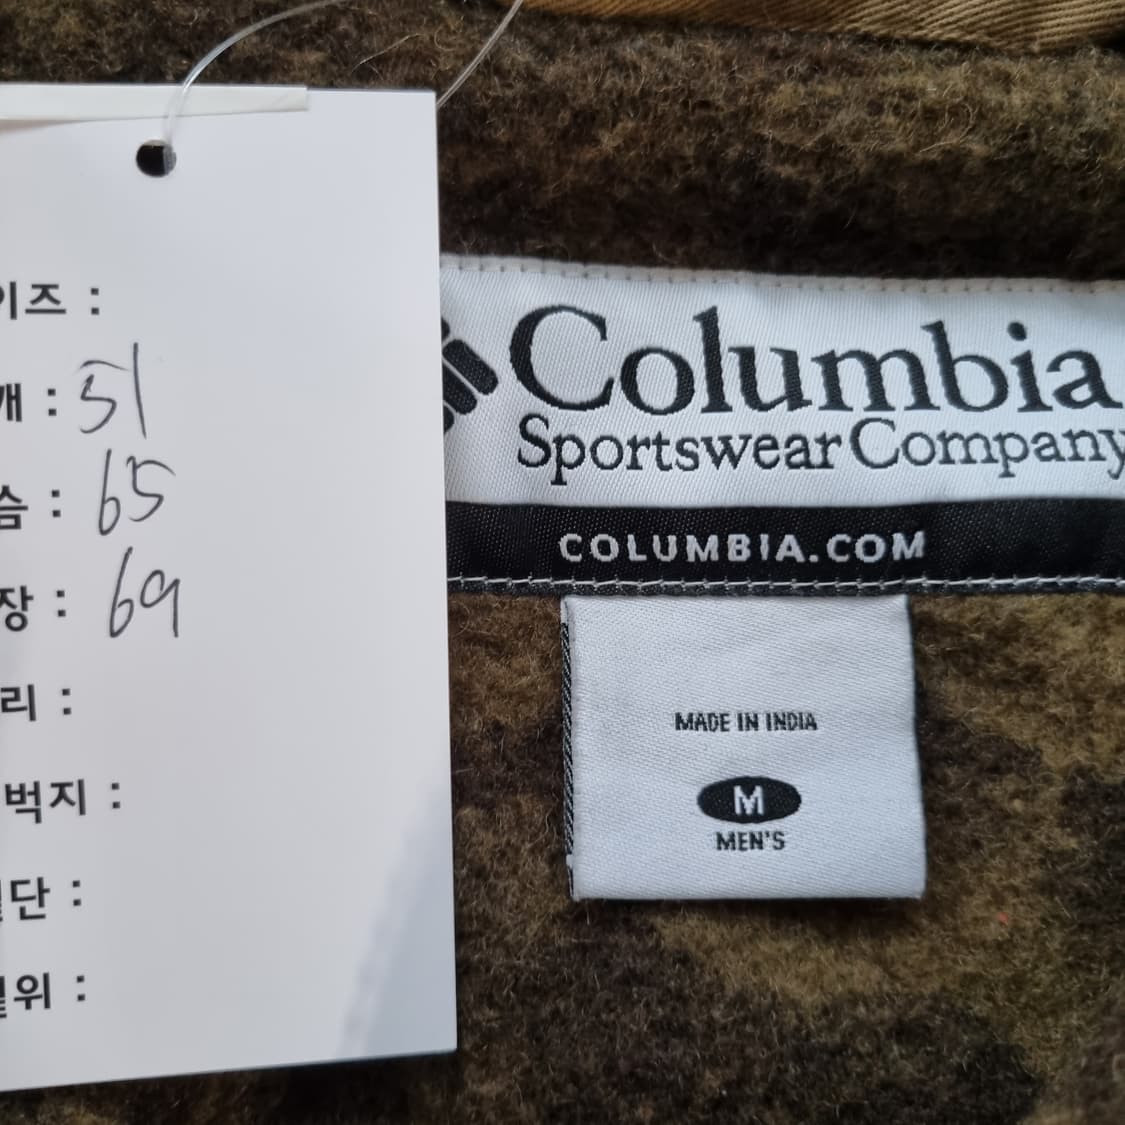 이즈 :
개 : 51
슴 : 65
장 : 69
리 :
벅지 :
단 :
위 :
Columbia
Sportswear Company
COLUMBIA.COM
MADE IN INDIA
M
MEN'S